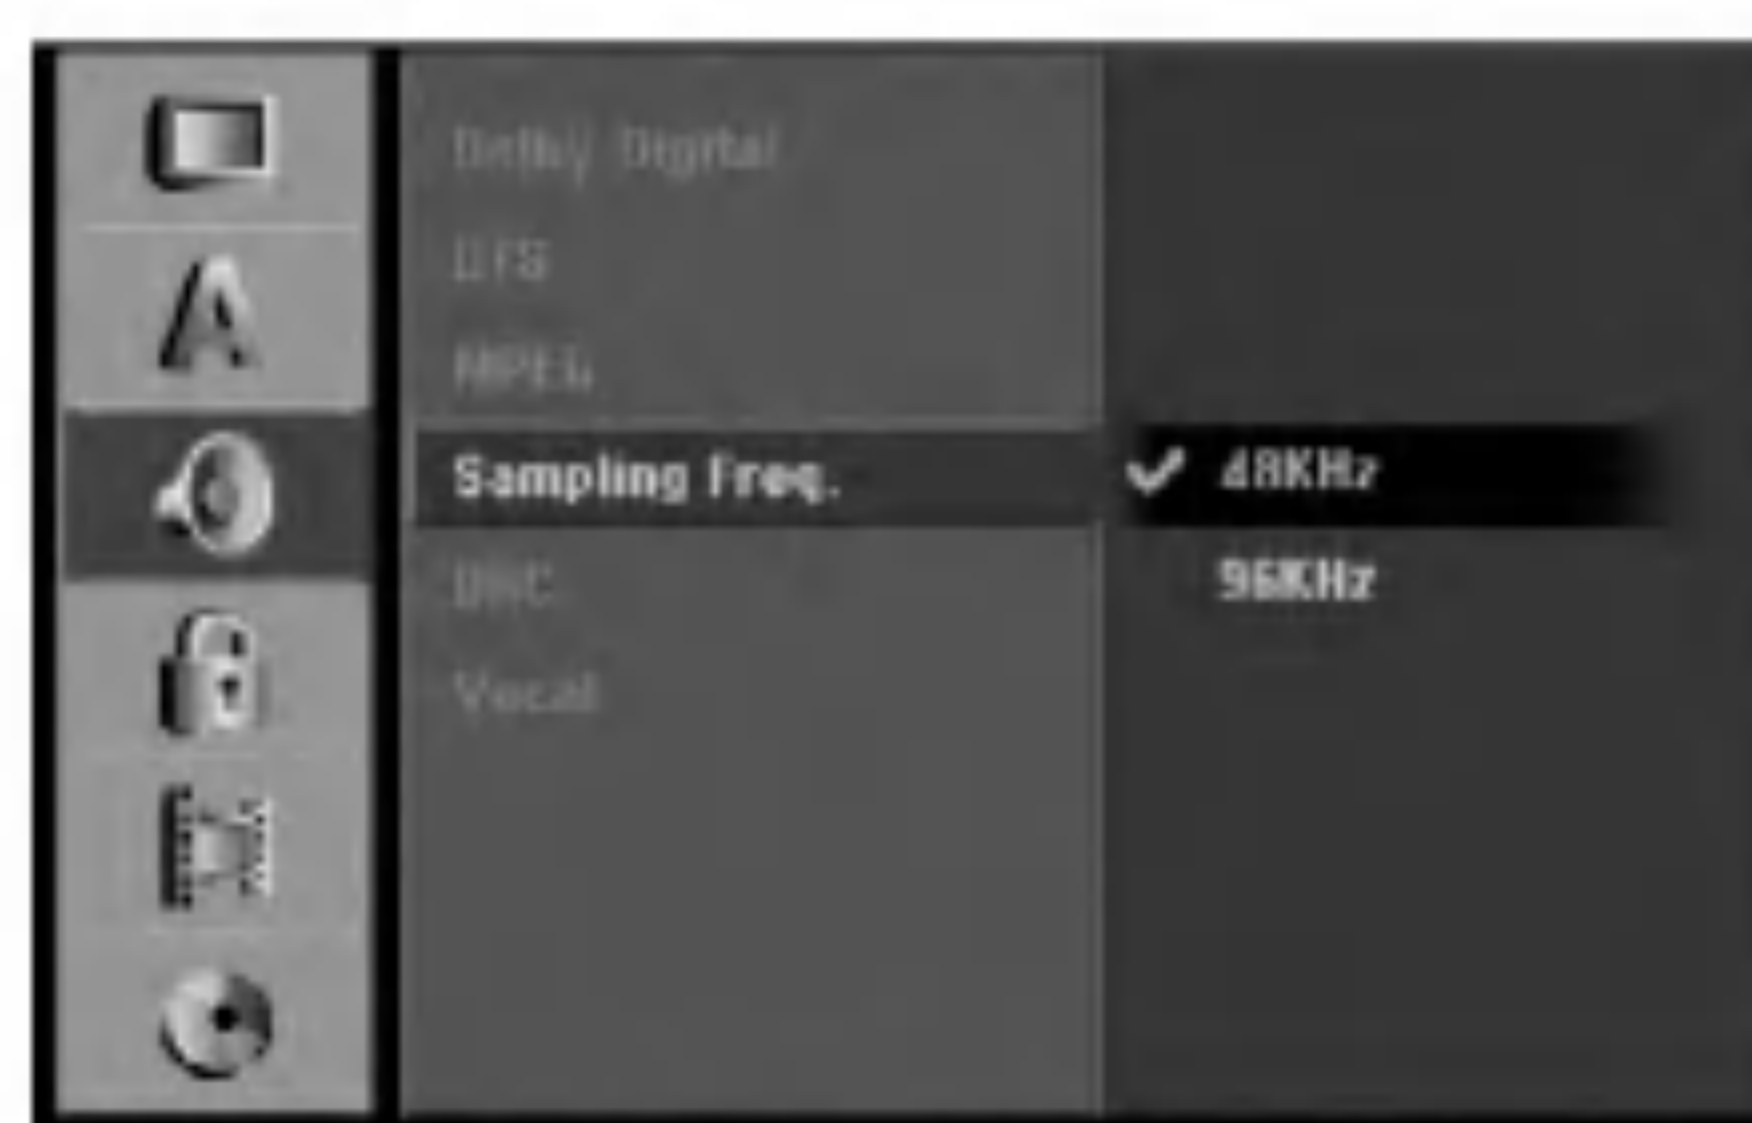 Dolby Digital
DTS
MPEG
Sampling Freq.
48KHz
96KHz
DRC
Vocal